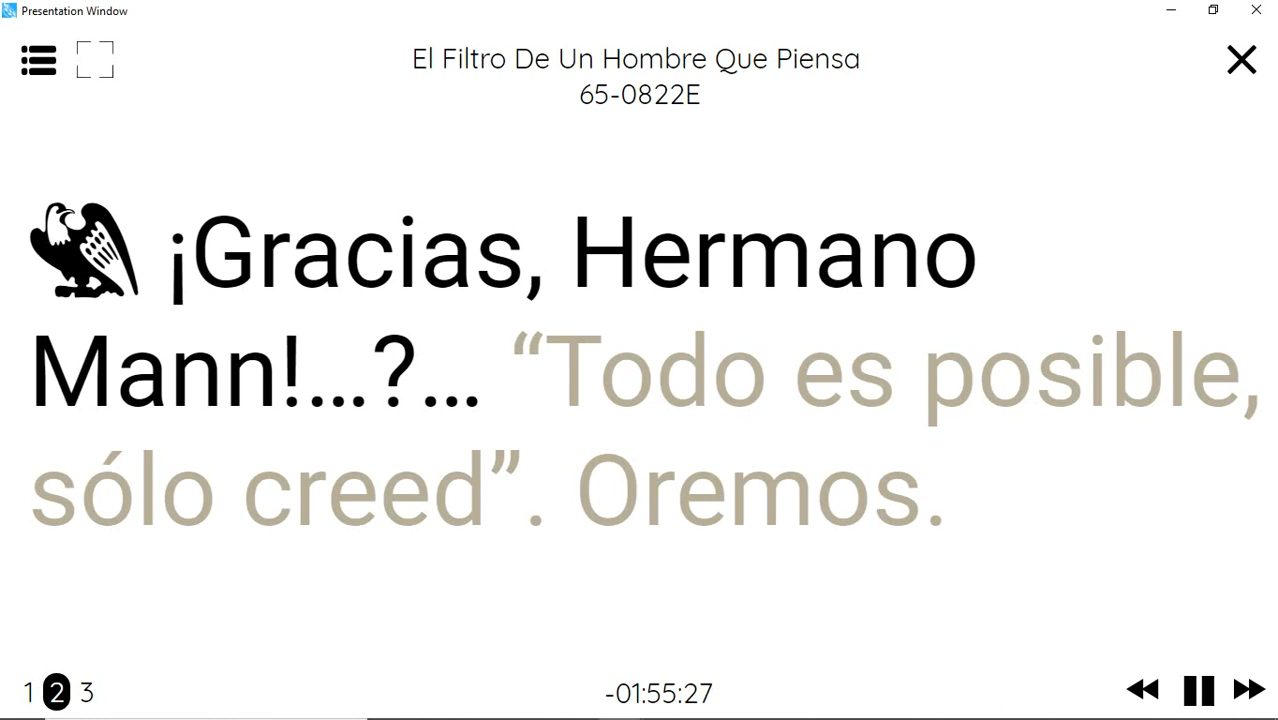 Presentation Window
El Filtro De Un Hombre Que Piensa
65-0822E
¡Gracias, Hermano
Mann!...?... “Todo es posible,
sólo creed”. Oremos.
1 2 3
-01:55:27